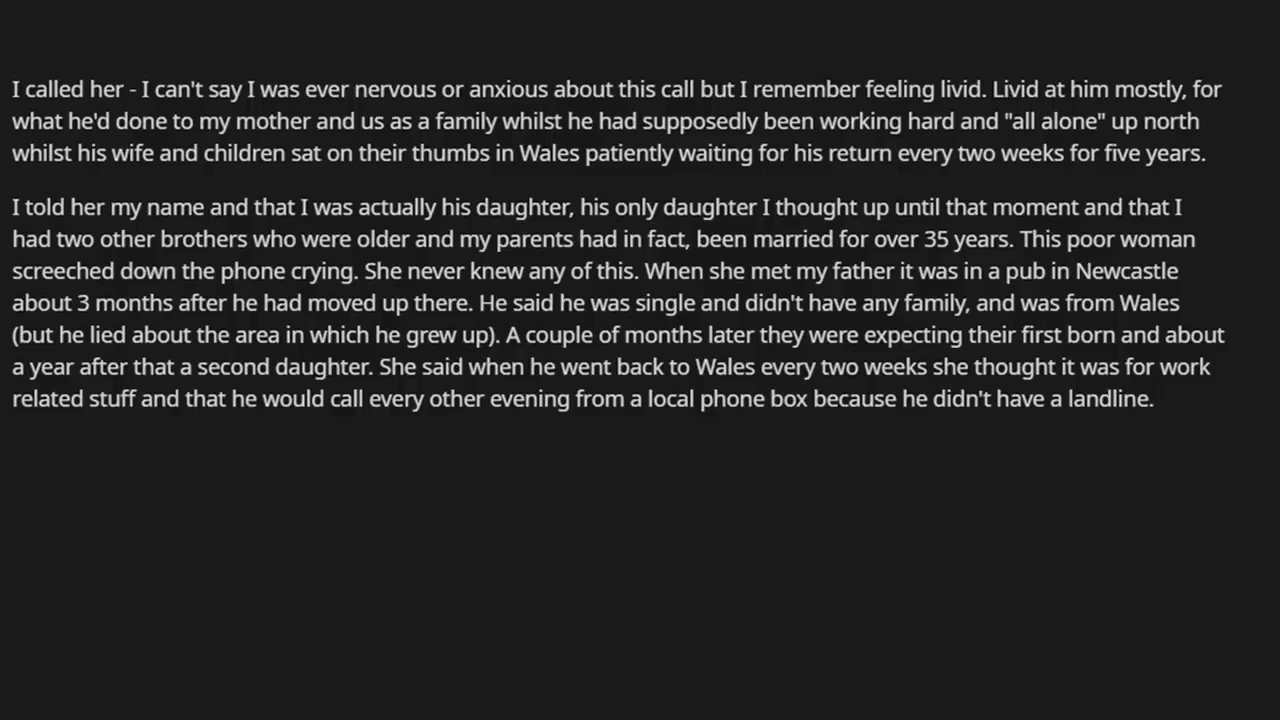 I called her - I can't say I was ever nervous or anxious about this call but I remember feeling livid. Livid at him mostly, for
what he'd done to my mother and us as a family whilst he had supposedly been working hard and "all alone" up north
whilst his wife and children sat on their thumbs in Wales patiently waiting for his return every two weeks for five years.
I told her my name and that I was actually his daughter, his only daughter I thought up until that moment and that I
had two other brothers who were older and my parents had in fact, been married for over 35 years. This poor woman
screeched down the phone crying. She never knew any of this. When she met my father it was in a pub in Newcastle
about 3 months after he had moved up there. He said he was single and didn't have any family, and was from Wales
(but he lied about the area in which he grew up). A couple of months later they were expecting their first born and about
a year after that a second daughter. She said when he went back to Wales every two weeks she thought it was for work
related stuff and that he would call every other evening from a local phone box because he didn't have a landline.